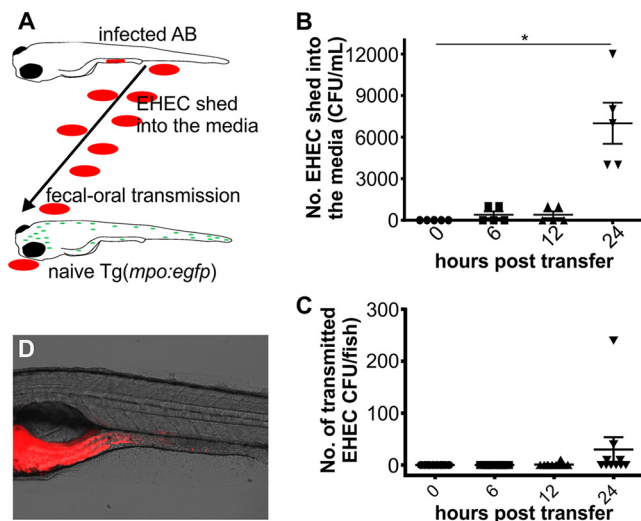 A
infected AB
EHEC shed
into the media
fecal-oral transmission
naive Tg(mpo:egfp)
B
No. EHEC shed into
the media (CFU/mL)
12000
9000
6000
3000
0
*
0
6
12
24
hours post transfer
C
No. of transmitted
EHEC CFU/fish)
300
200
100
0
0
6
12
24
hours post transfer
D